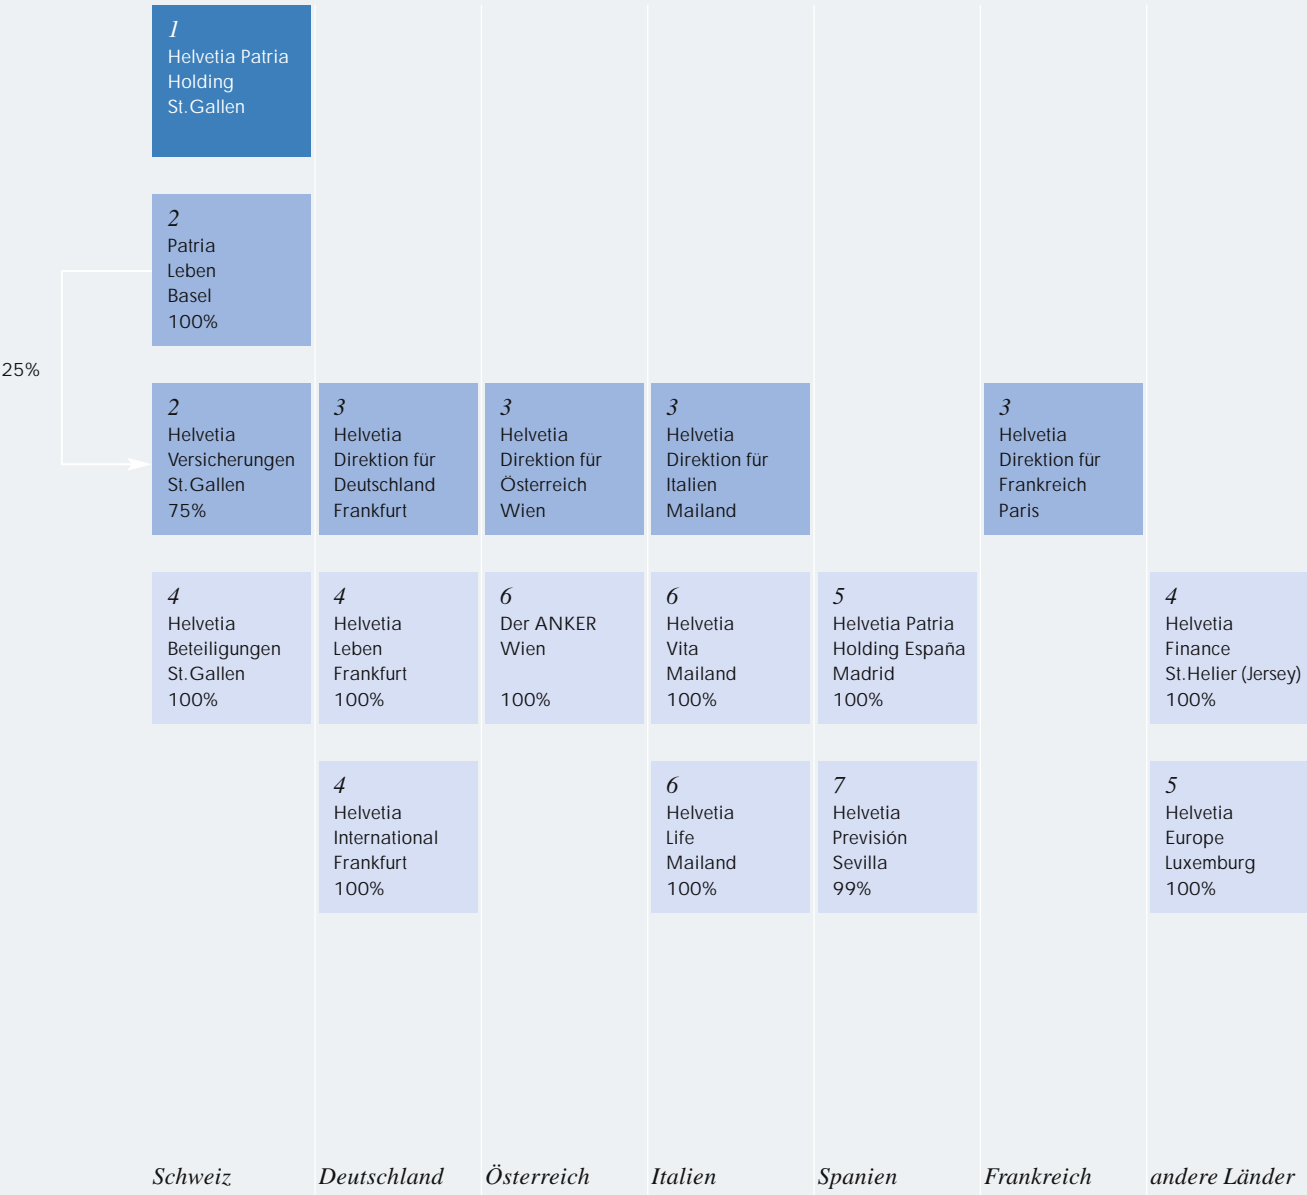 1
Helvetia Patria
Holding
St.Gallen
2
Patria
Leben
Basel
100%
25%
2
Helvetia
Versicherungen
St.Gallen
75%
3
Helvetia
Direktion für
Deutschland
Frankfurt
3
Helvetia
Direktion für
Österreich
Wien
3
Helvetia
Direktion für
Italien
Mailand
3
Helvetia
Direktion für
Frankreich
Paris
4
Helvetia
Beteiligungen
St.Gallen
100%
4
Helvetia
Leben
Frankfurt
100%
6
Der ANKER
Wien
100%
6
Helvetia
Vita
Mailand
100%
5
Helvetia Patria
Holding España
Madrid
100%
4
Helvetia
Finance
St.Helier (Jersey)
100%
4
Helvetia
International
Frankfurt
100%
6
Helvetia
Life
Mailand
100%
7
Helvetia
Previsión
Sevilla
99%
5
Helvetia
Europe
Luxemburg
100%
Schweiz
Deutschland
Österreich
Italien
Spanien
Frankreich
andere Länder